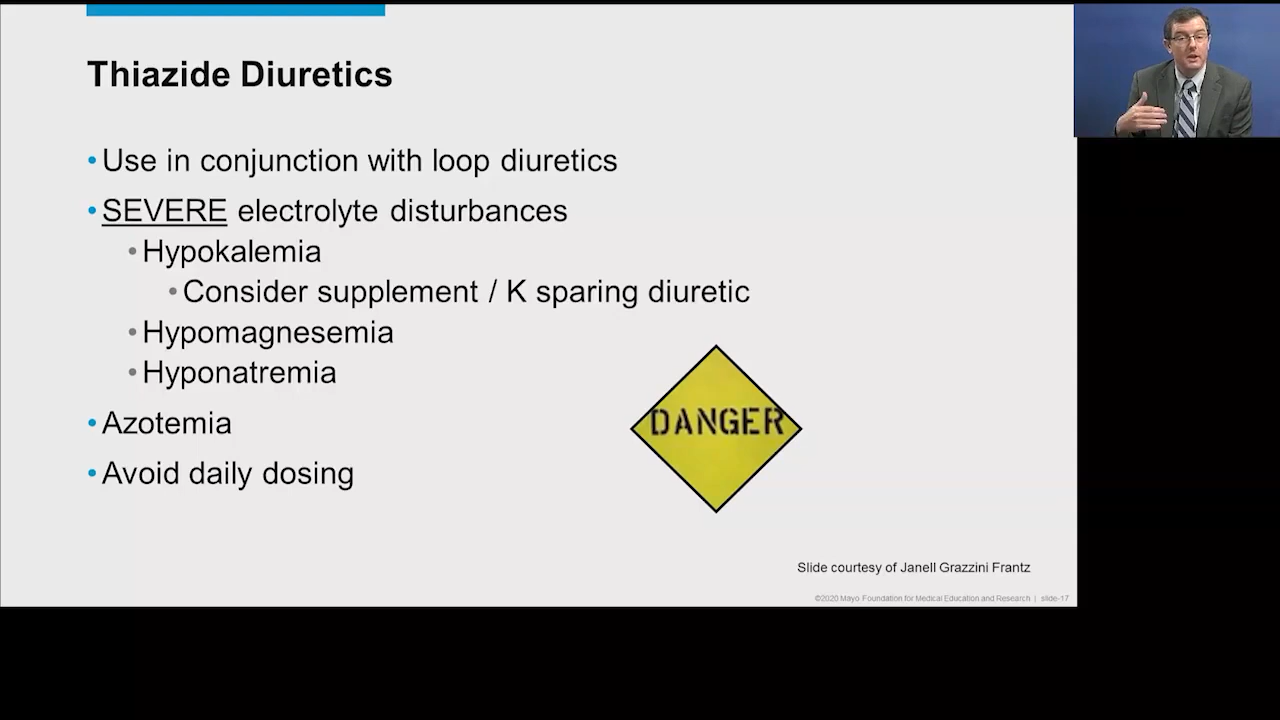 Thiazide Diuretics
•Use in conjunction with loop diuretics
•SEVERE electrolyte disturbances
•Hypokalemia
•Consider supplement / K sparing diuretic
•Hypomagnesemia
•Hyponatremia
DANGER
•Azotemia
•Avoid daily dosing
Slide courtesy of Janell Grazzini Frantz
©2020 Mayo Foundation for Medical Education and Research | slide-17